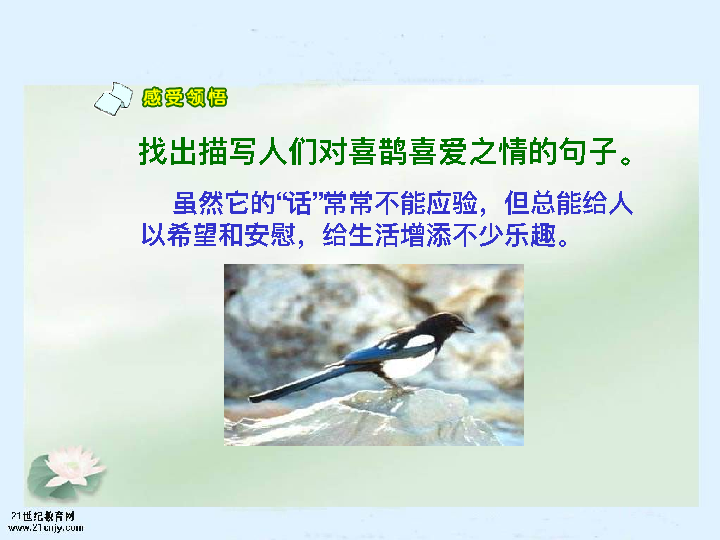 感受领悟
找出描写人们对喜鹊喜爱之情的句子。
虽然它的“话”常常不能应验，但总能给人
以希望和安慰，给生活增添不少乐趣。
21世纪教育网
www.21cnjy.com